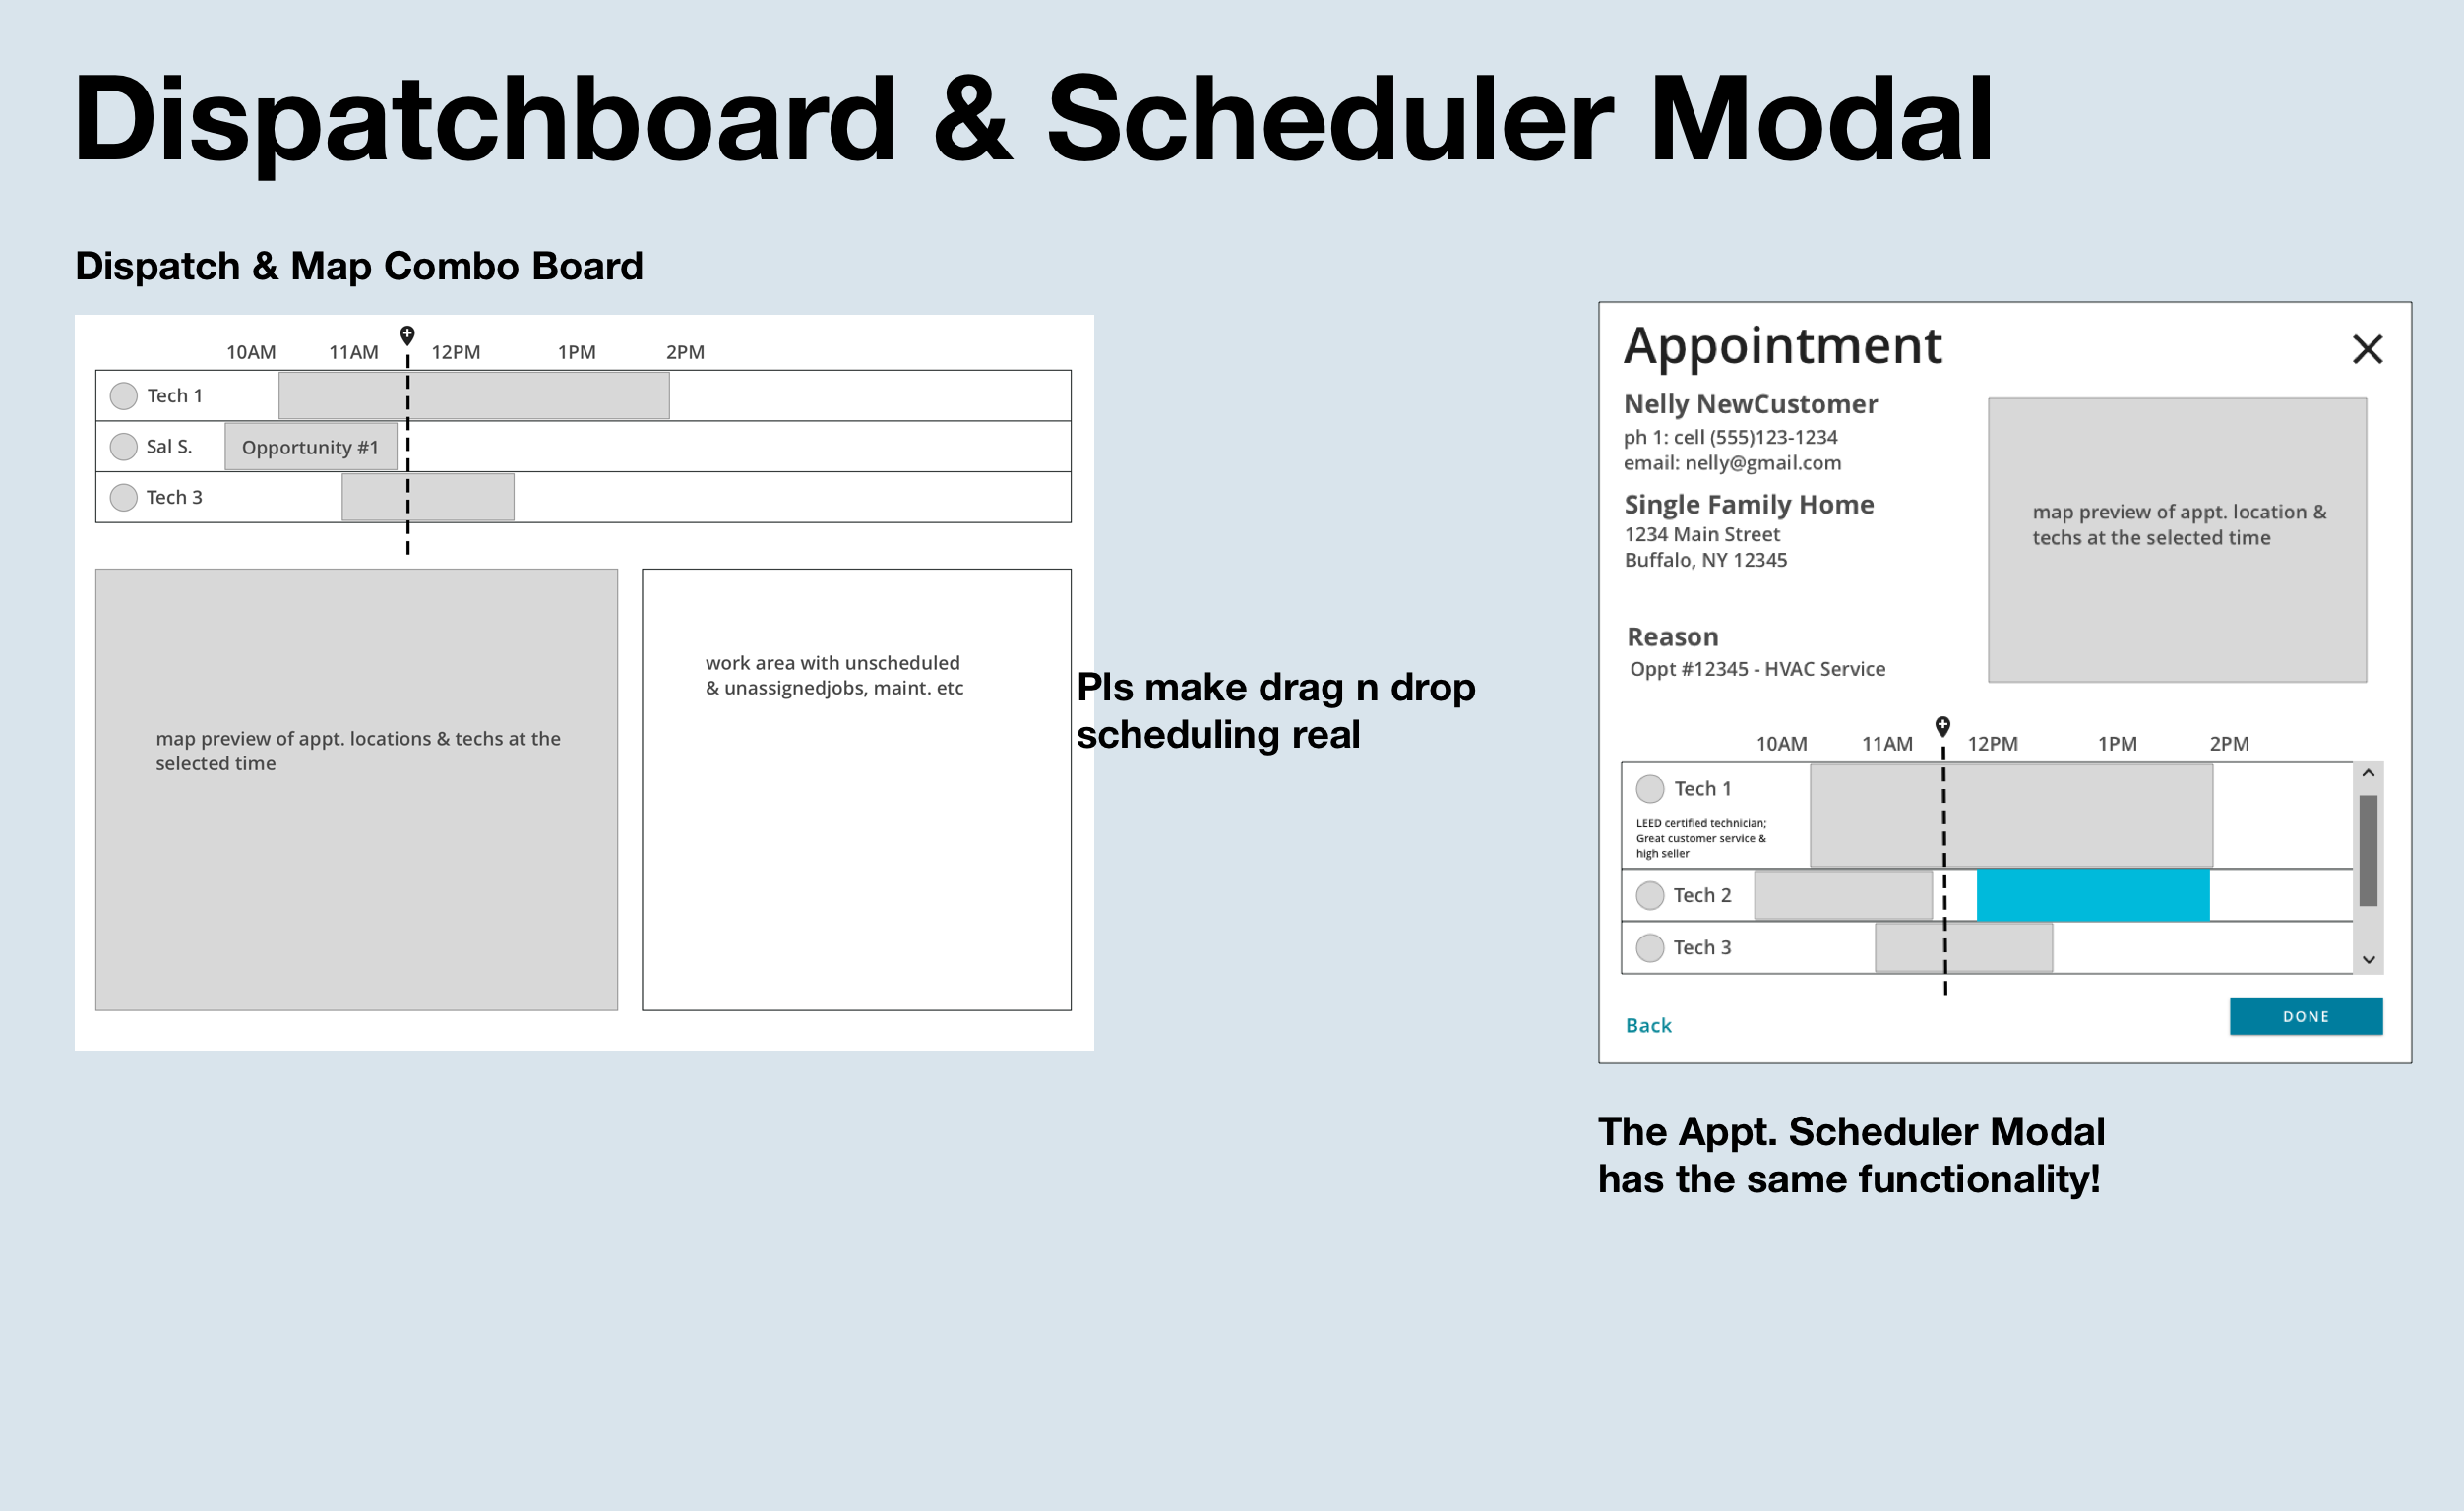 Dispatchboard & Scheduler Modal
Dispatch & Map Combo Board
10AM 11AM 12PM 1PM 2PM
Tech 1
Sal S. Opportunity #1
Tech 3
map preview of appt. locations & techs at the
selected time
work area with unscheduled
& unassignedjobs, maint. etc
Pls make drag n drop
scheduling real
Appointment
Nelly NewCustomer
ph 1: cell (555)123-1234
email: nelly@gmail.com
Single Family Home
1234 Main Street
Buffalo, NY 12345
map preview of appt. location &
techs at the selected time
Reason
Oppt #12345 - HVAC Service
10AM 11AM 12PM 1PM 2PM
Tech 1
LEED certified technician;
Great customer service &
high seller
Tech 2
Tech 3
Back
DONE
The Appt. Scheduler Modal
has the same functionality!